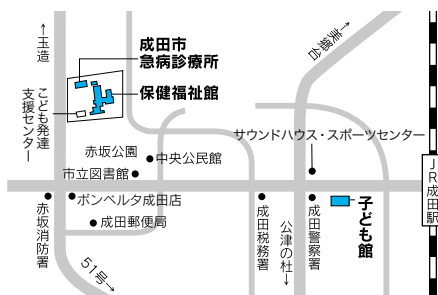 ←玉造
成田市
急病診療所
保健福祉館
こども発達
支援センター
←美郷台
サウンドハウス・スポーツセンター
赤坂公園
中央公民館
市立図書館
ボンベルタ成田店
成田郵便局
赤坂消防署
51号→
成田税務署
公津の杜→
成田警察署
子ども館
JR成田駅